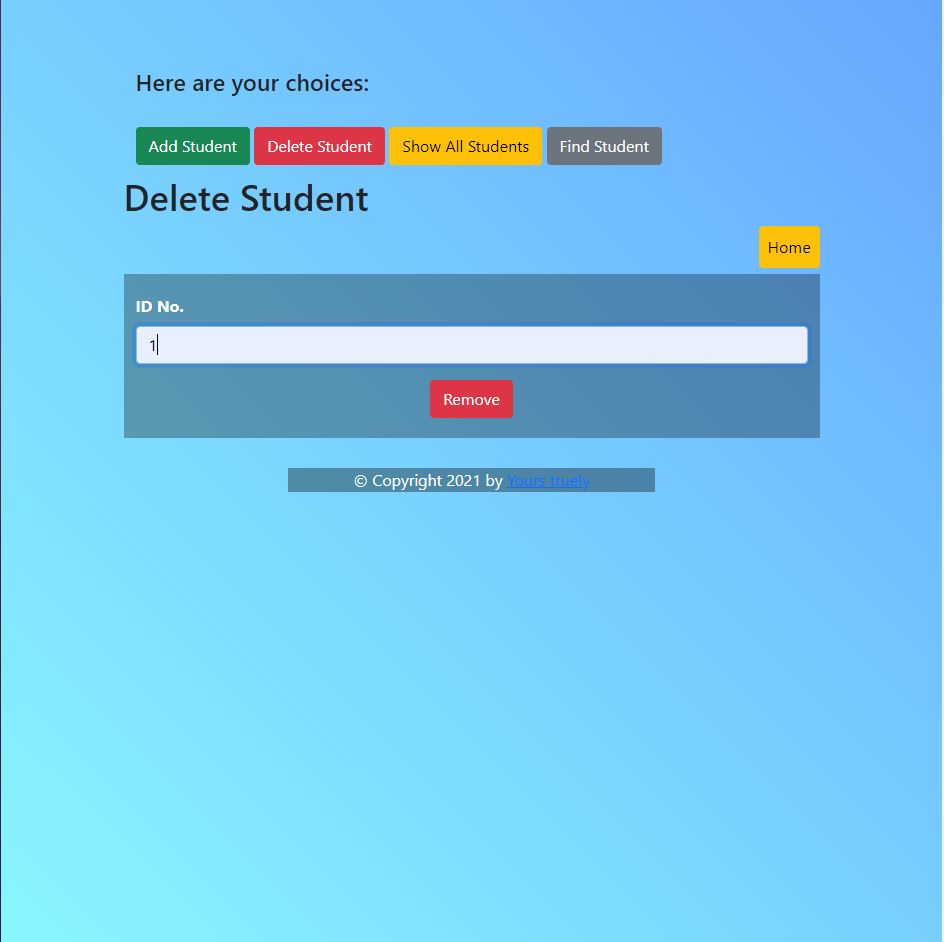 Here are your choices:
Add Student Delete Student Show All Students Find Student
Delete Student
Home
ID No.
1
Remove
© Copyright 2021 by Yours truely